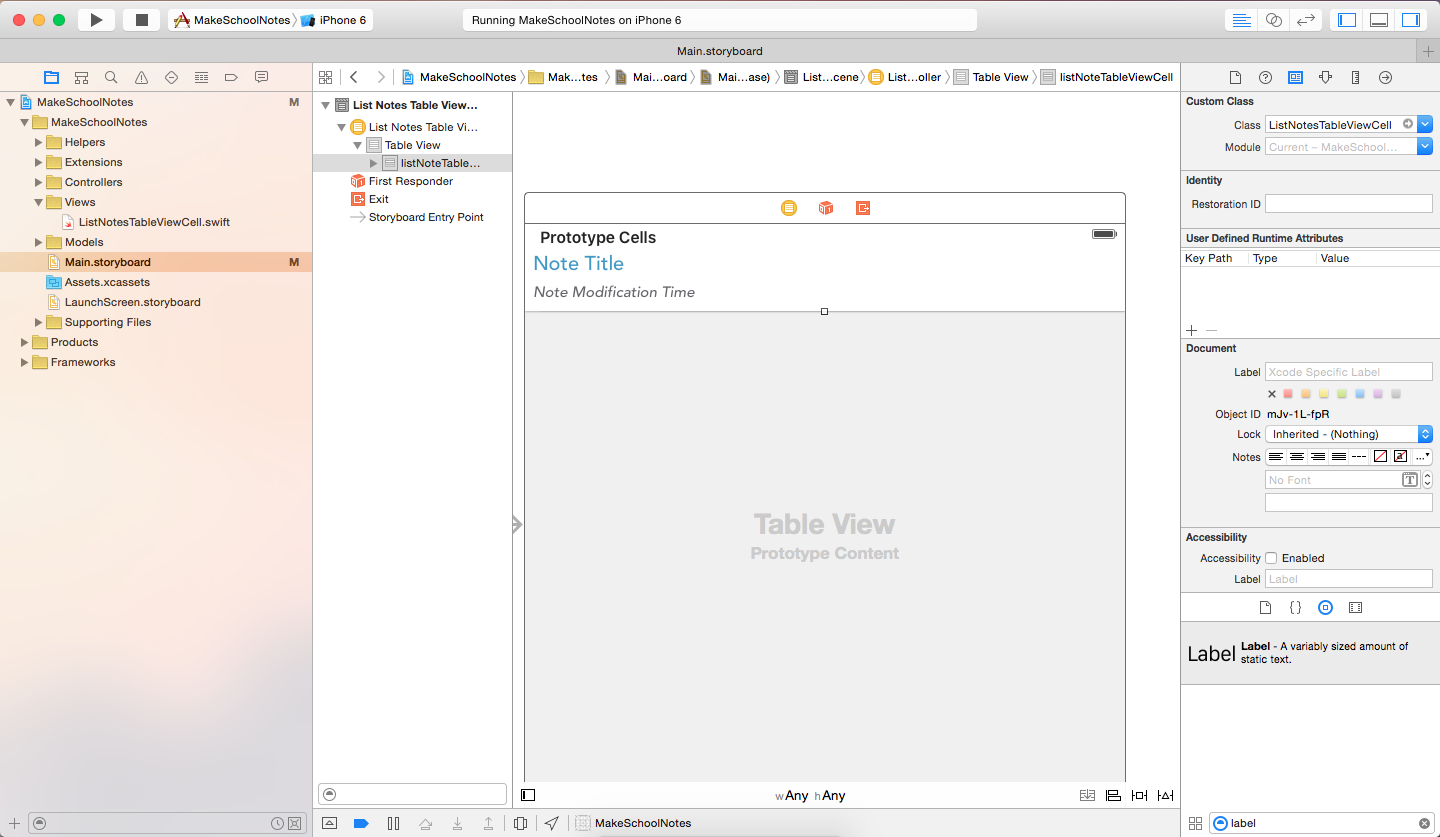 MakeSchoolNotes iPhone 6 Running MakeSchoolNotes on iPhone 6
Main.storyboard
MakeSchoolNotes Mak...tes Mai...oard Mai...ase) List...cene) List...oller Table View listNoteTableViewCell
MakeSchoolNotes M
MakeSchoolNotes
Helpers
Extensions
Controllers
Views
ListNotesTableViewCell.swift
Models
Main.storyboard M
Assets.xcassets
LaunchScreen.storyboard
Supporting Files
Products
Frameworks
List Notes Table View...
List Notes Table Vi...
Table View
listNoteTable...
First Responder
Exit
Storyboard Entry Point
Prototype Cells
Note Title
Note Modification Time
Table View
Prototype Content
wAny hAny
MakeSchoolNotes
Custom Class
Class ListNotesTableViewCell
Module Current – MakeSchool...
Identity
Restoration ID
User Defined Runtime Attributes
Key Path Type Value
Document
Label Xcode Specific Label
Object ID mJv-1L-fpR
Lock Inherited - (Nothing)
Notes
No Font
Accessibility
Accessibility Enabled
Label Label
Label Label - A variably sized amount of
static text.
label